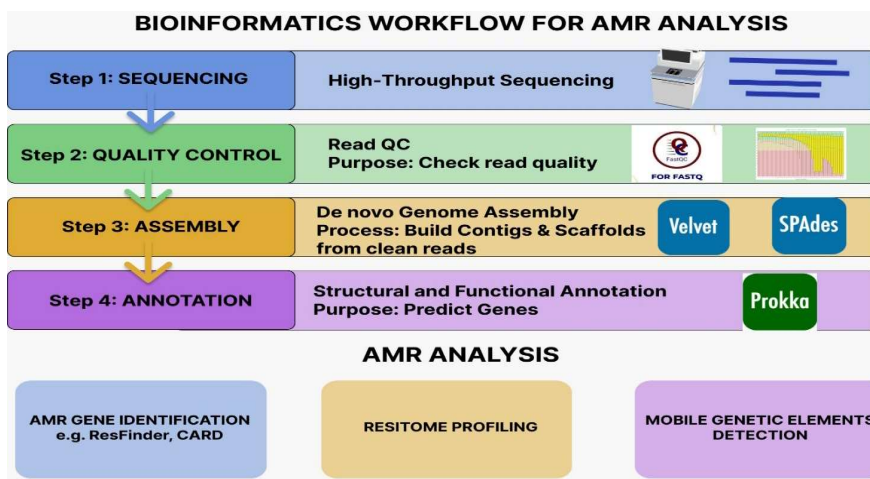 BIOINFORMATICS WORKFLOW FOR AMR ANALYSIS
Step 1: SEQUENCING
High-Throughput Sequencing
Step 2: QUALITY CONTROL
Read QC
Purpose: Check read quality
FastQC
FOR FASTQ
Step 3: ASSEMBLY
De novo Genome Assembly
Process: Build Contigs & Scaffolds
from clean reads
Velvet
SPAdes
Step 4: ANNOTATION
Structural and Functional Annotation
Purpose: Predict Genes
Prokka
AMR ANALYSIS
AMR GENE IDENTIFICATION
e.g. ResFinder, CARD
RESITOME PROFILING
MOBILE GENETIC ELEMENTS
DETECTION